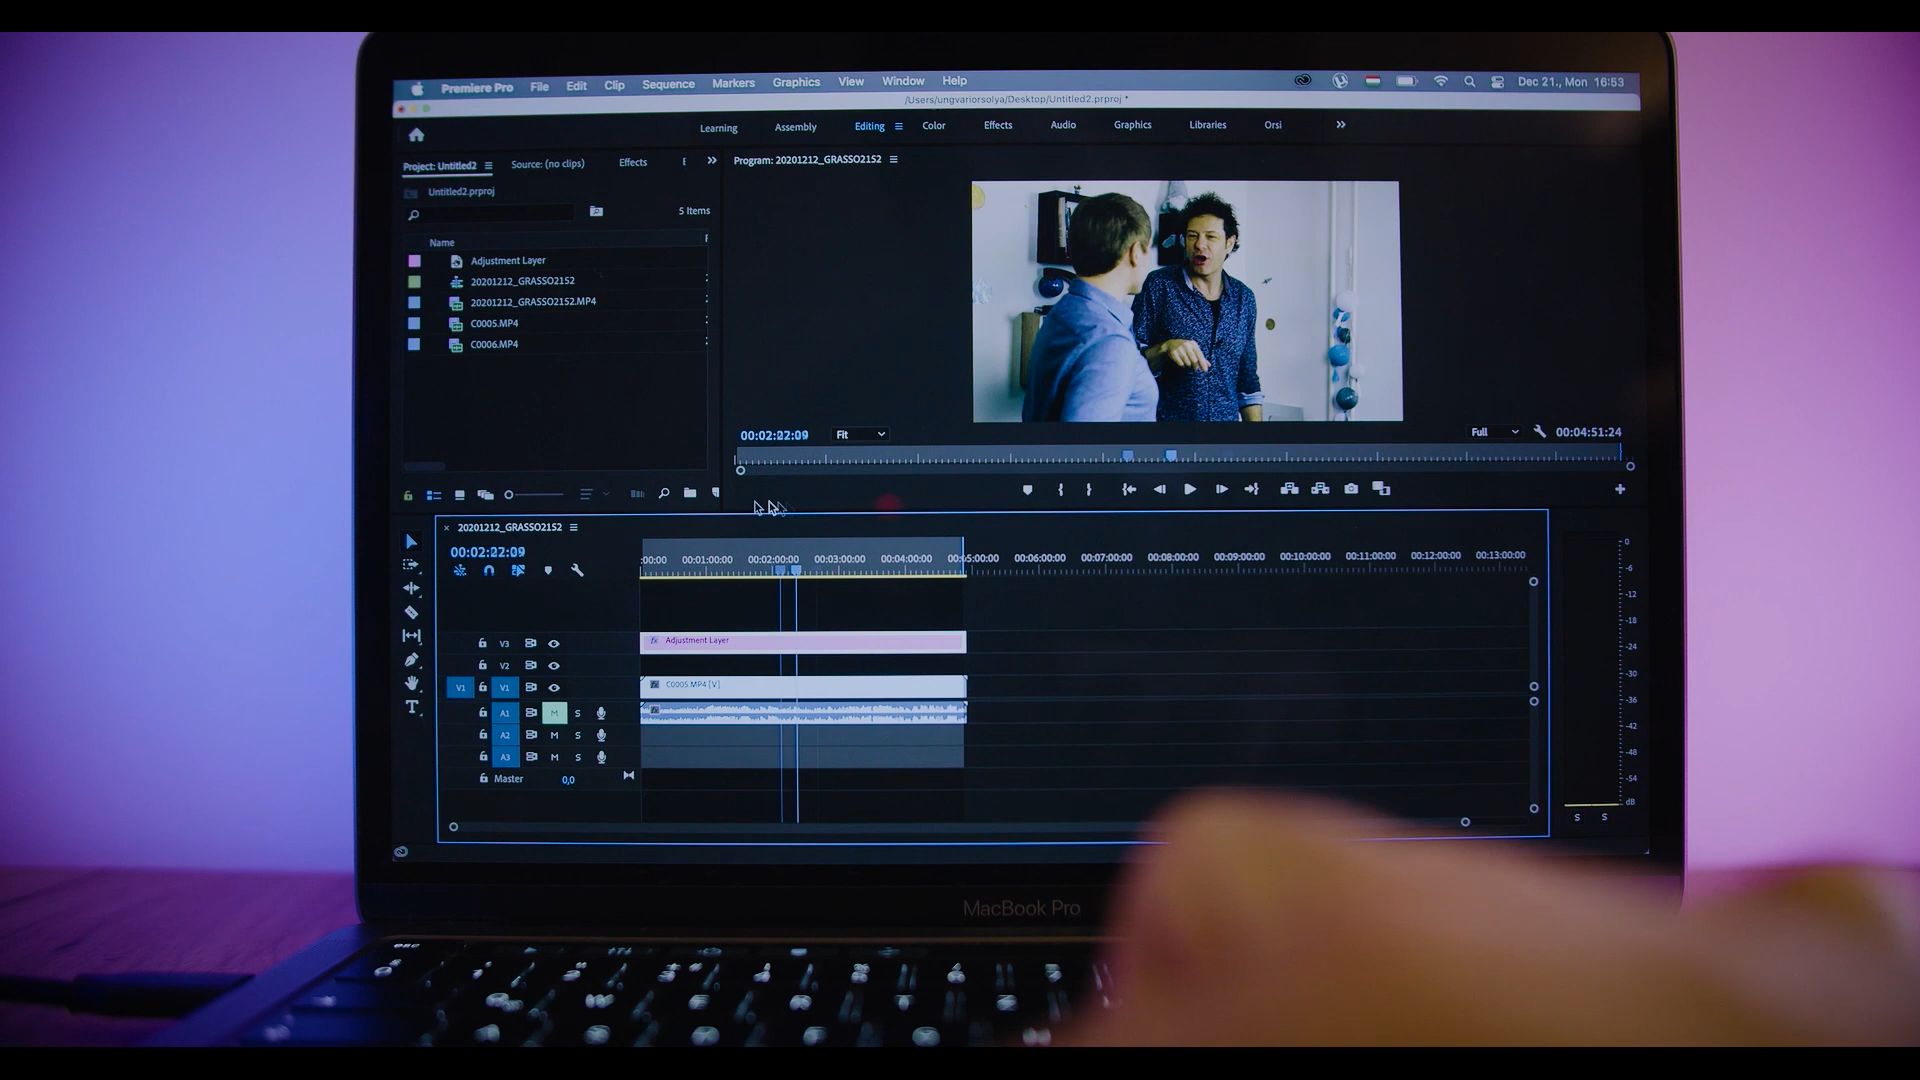 Premiere Pro File Edit Clip Sequence Markers Graphics View Window Help Dec 21., Mon 16:53
/Users/ungvariorsolya/Desktop/Untitled2.prproj *
Learning Assembly Editing Color Effects Audio Graphics Libraries Orsi
Project: Untitled2 Source: (no clips) Effects
Program: 20201212_GRASSO2152
Untitled2.prproj
5 Items
Name
Adjustment Layer
20201212_GRASSO2152
20201212_GRASSO2152.MP4
C0005.MP4
C0006.MP4
00:02:22:09 Fit Full 00:04:51:24
20201212_GRASSO2152
00:02:22:09
:00:00 00:01:00:00 00:02:00:00 00:03:00:00 00:04:00:00 00:05:00:00 00:06:00:00 00:07:00:00 00:08:00:00 00:09:00:00 00:10:00:00 00:11:00:00 00:12:00:00 00:13:00:00
V3 fx Adjustment Layer
V2
V1 V1 C0005.MP4 [V]
A1 M S
A2 M S
A3 M S
Master 0,0
0
-6
-12
-18
-24
-30
-36
-42
-48
-54
dB
S S
MacBook Pro
esc